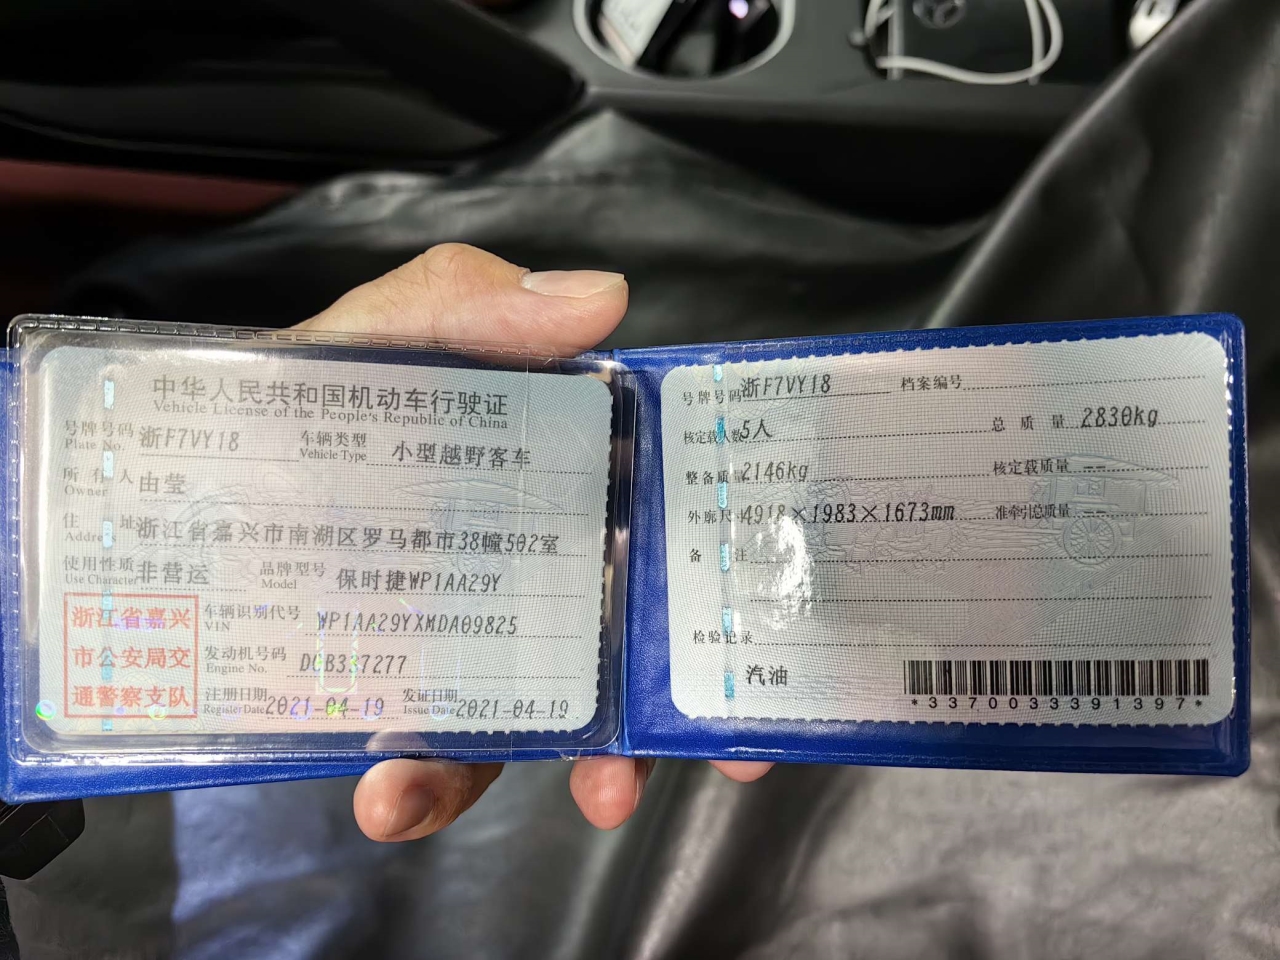 中华人民共和国机动车行驶证
Vehicle License of the People's Republic of China
号牌号码 浙F7VY18 车辆类型 小型越野客车
Plate No. Vehicle Type
所有人 由莹
Owner
住址 浙江省嘉兴市南湖区罗马都市38幢502室
Address
使用性质 非营运 品牌型号 保时捷WP1AA29Y
Use Character Model
浙江省嘉兴
市公安局交
通警察支队
车辆识别代号 WP1AA29YXMDA09825
VIN
发动机号码 DCB337277
Engine No.
注册日期 2021-04-19 发证日期 2021-04-19
Register Date Issue Date
号牌号码 浙F7VY18 档案编号
核定载人数 5人 总质量 2830kg
整备质量 2146kg 核定载质量 --
外廓尺寸 4918×1983×1673mm 准牵引总质量 --
备注
检验记录
汽油
*3370033391397*